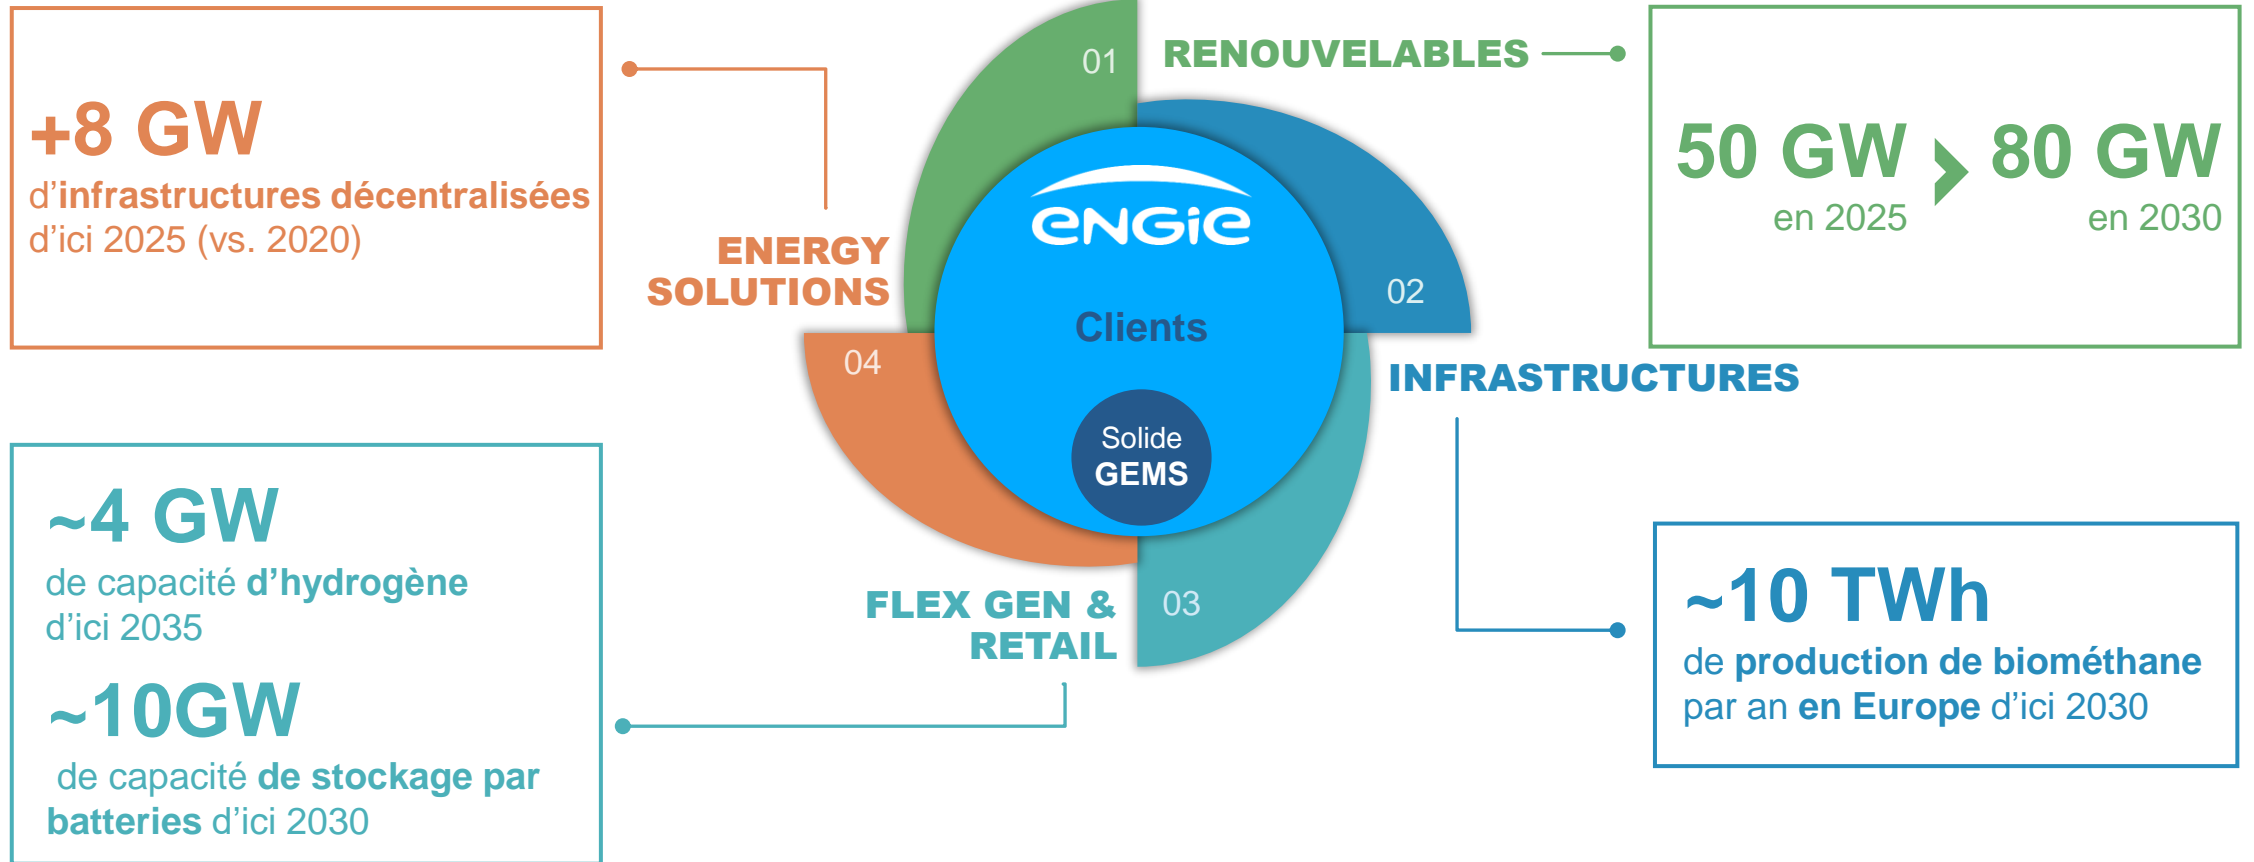 +8 GW
d’infrastructures décentralisées
d’ici 2025 (vs. 2020)
ENERGY
SOLUTIONS
01
RENOUVELABLES
50 GW
en 2025
80 GW
en 2030
ENGIE
Clients
Solide
GEMS
02
INFRASTRUCTURES
04
~4 GW
de capacité d’hydrogène
d’ici 2035
~10GW
de capacité de stockage par
batteries d’ici 2030
FLEX GEN &
RETAIL
03
~10 TWh
de production de biométhane
par an en Europe d’ici 2030